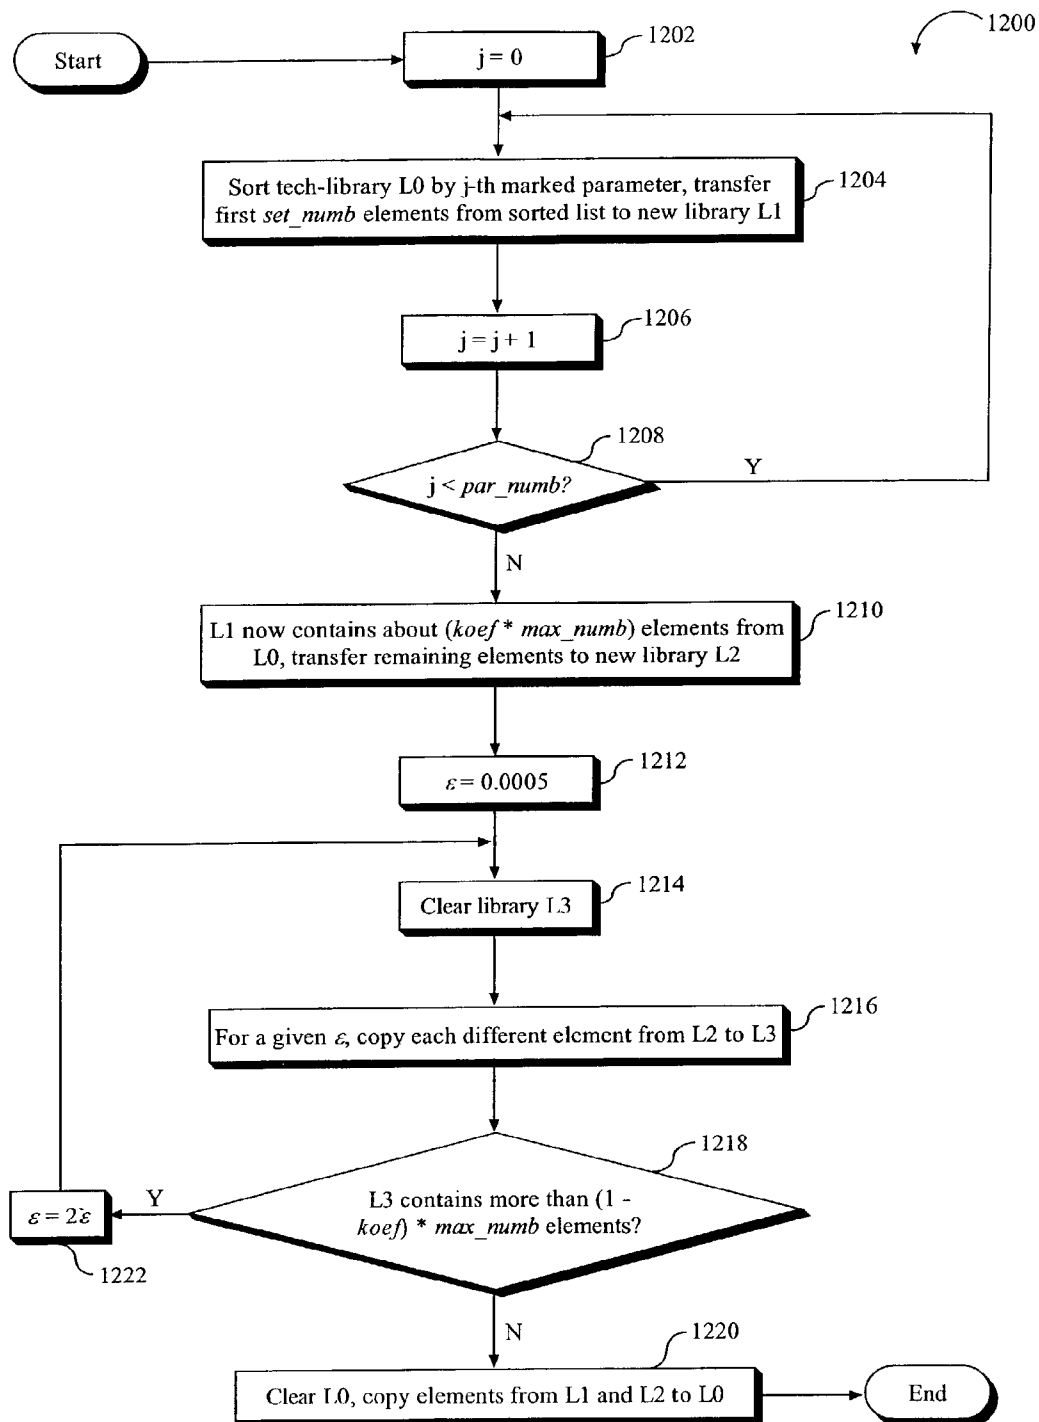 1200
Start
j = 0
1202
Sort tech-library L0 by j-th marked parameter, transfer
first set_numb elements from sorted list to new library L1
1204
j = j + 1
1206
j < par_numb?
1208
Y
N
L1 now contains about (koef * max_numb) elements from
L0, transfer remaining elements to new library L2
1210
ε = 0.0005
1212
Clear library L3
1214
For a given ε, copy each different element from L2 to L3
1216
L3 contains more than (1 -
koef) * max_numb elements?
1218
Y
ε = 2ε
1222
N
Clear L0, copy elements from L1 and L2 to L0
1220
End